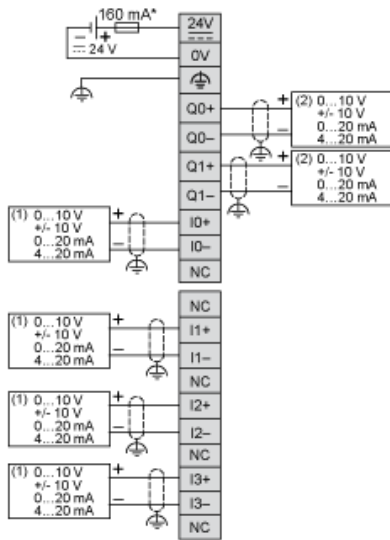 160 mA*
24V
24 V
0V
Q0+
(2) 0...10 V
+/- 10 V
0...20 mA
4...20 mA
Q0–
Q1+
(2) 0...10 V
+/- 10 V
0...20 mA
4...20 mA
Q1–
(1) 0...10 V
+/- 10 V
0...20 mA
4...20 mA
I0+
I0–
NC
NC
(1) 0...10 V
+/- 10 V
0...20 mA
4...20 mA
I1+
I1–
NC
(1) 0...10 V
+/- 10 V
0...20 mA
4...20 mA
I2+
I2–
NC
(1) 0...10 V
+/- 10 V
0...20 mA
4...20 mA
I3+
I3–
NC